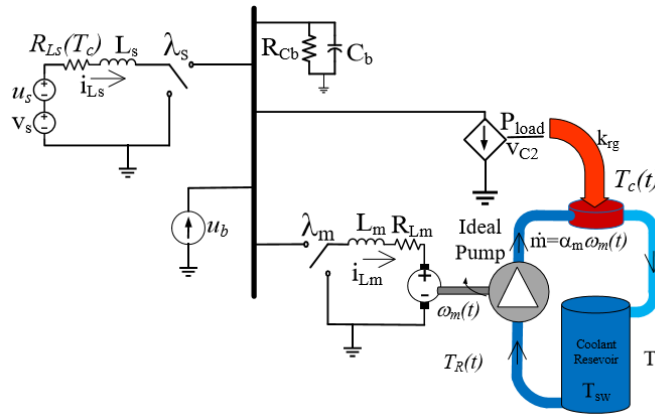 R_Ls(T_c)
L_s
λ_s
i_Ls
u_s
v_s
R_Cb
C_b
P_load
v_C2
k_rg
T_c(t)
u_b
λ_m
L_m
R_Lm
i_Lm
Ideal
Pump
ṁ=α_mω_m(t)
ω_m(t)
T_R(t)
Coolant
Resevoir
T_sw
T